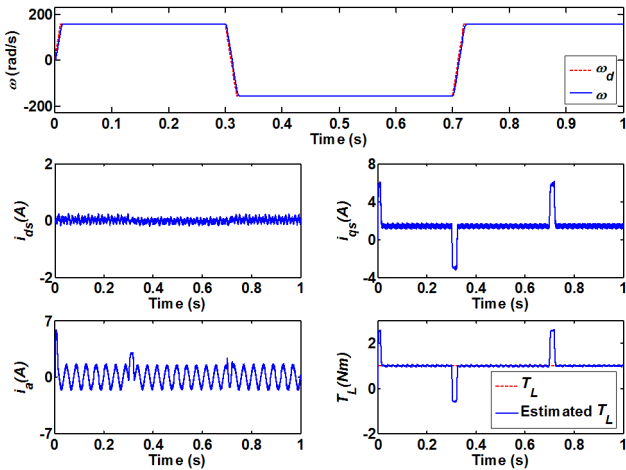 200
0
-200
ω (rad/s)
0 0.1 0.2 0.3 0.4 0.5 0.6 0.7 0.8 0.9 1
Time (s)
ω_d
ω
2
0
-2
i_ds(A)
0 0.2 0.4 0.6 0.8 1
Time (s)
8
4
0
-4
i_qs(A)
0 0.2 0.4 0.6 0.8 1
Time (s)
7
0
-7
i_a(A)
0 0.2 0.4 0.6 0.8 1
Time (s)
3
1
0
-2
T_L(Nm)
0 0.2 0.4 0.6 0.8 1
Time (s)
T_L
Estimated T_L